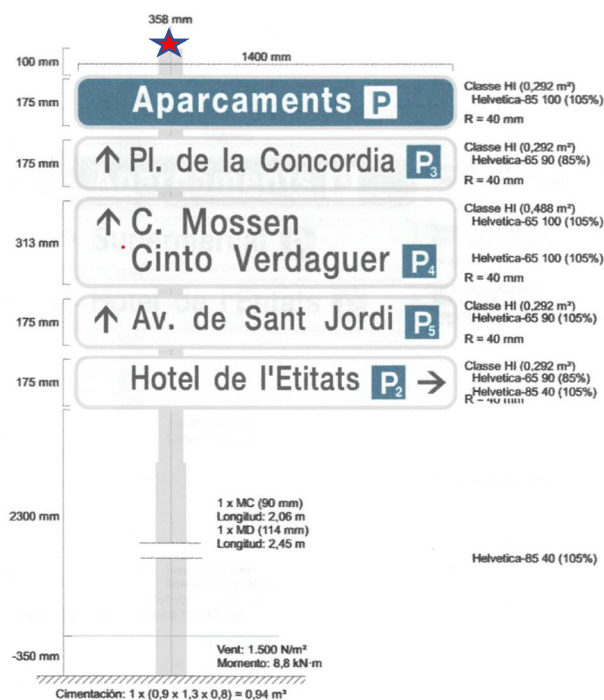 358 mm
100 mm
1400 mm
175 mm
Aparcaments P
Classe HI (0,292 m²)
Helvetica-85 100 (105%)
R = 40 mm
175 mm
↑ Pl. de la Concordia P3
Classe HI (0,292 m²)
Helvetica-65 90 (85%)
R = 40 mm
313 mm
↑ C. Mossen
Cinto Verdaguer P4
Classe HI (0,488 m²)
Helvetica-65 100 (105%)
Helvetica-65 100 (105%)
R = 40 mm
175 mm
↑ Av. de Sant Jordi P5
Classe HI (0,292 m²)
Helvetica-65 90 (105%)
R = 40 mm
175 mm
Hotel de l'Etitats P2 →
Classe HI (0,292 m²)
Helvetica-65 90 (85%)
Helvetica-85 40 (105%)
R = 40 mm
2300 mm
1 x MC (90 mm)
Longitud: 2,06 m
1 x MD (114 mm)
Longitud: 2,45 m
Helvetica-85 40 (105%)
-350 mm
Vent: 1.500 N/m²
Momento: 8,8 kN·m
Cimentación: 1 x (0,9 x 1,3 x 0,8) = 0,94 m³